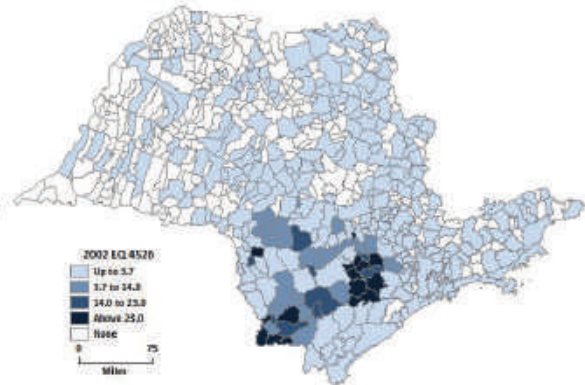 2002 EQ 4526
Up to 3.7
3.7 to 14.0
14.0 to 23.0
Above 23.0
None
0 75
Miles